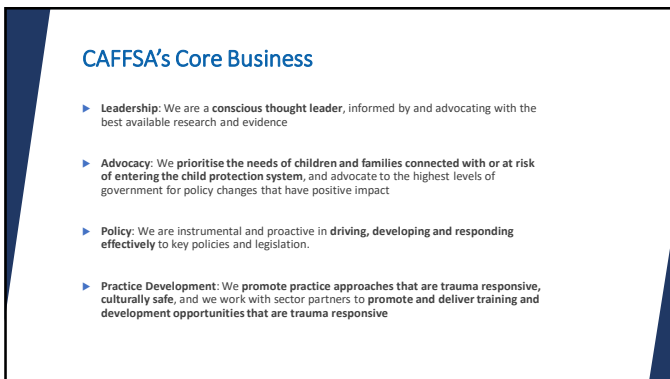 CAFFSA's Core Business
Leadership: We are a conscious thought leader, informed by and advocating with the
best available research and evidence
Advocacy: We prioritise the needs of children and families connected with or at risk
of entering the child protection system, and advocate to the highest levels of
government for policy changes that have positive impact
Policy: We are instrumental and proactive in driving, developing and responding
effectively to key policies and legislation.
Practice Development: We promote practice approaches that are trauma responsive,
culturally safe, and we work with sector partners to promote and deliver training and
development opportunities that are trauma responsive